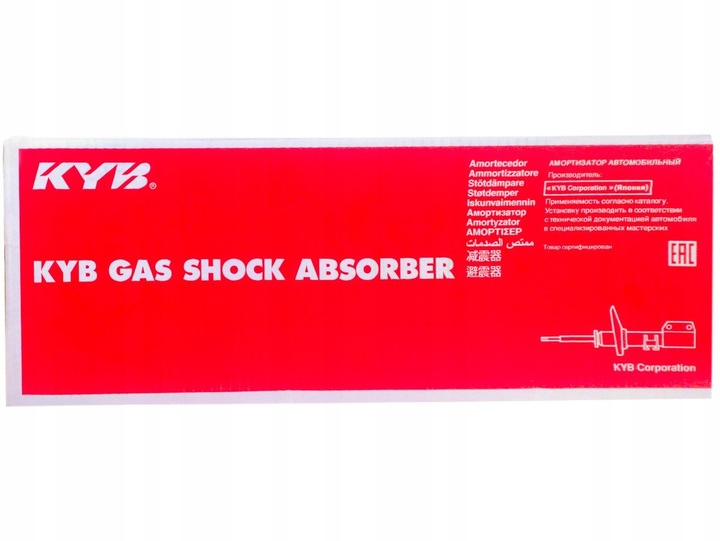 KYB®
KYB GAS SHOCK ABSORBER
Amortecedor
Ammortizzatore
Stötdämpare
Støtdemper
Iskunvaimennin
Амортизатор
Amortyzator
АМОРТІЗЕР
ممتص الصدمات
减震器
避震器
АМОРТИЗАТОР АВТОМОБИЛЬНЫЙ
Производитель:
«KYB Corporation »(Япония)
Применяемость согласно каталогу.
Установку производить в соответствии
с технической документацией автомобиля
в специализированных мастерских
Товар сертифицирован
EAC
KYB Corporation